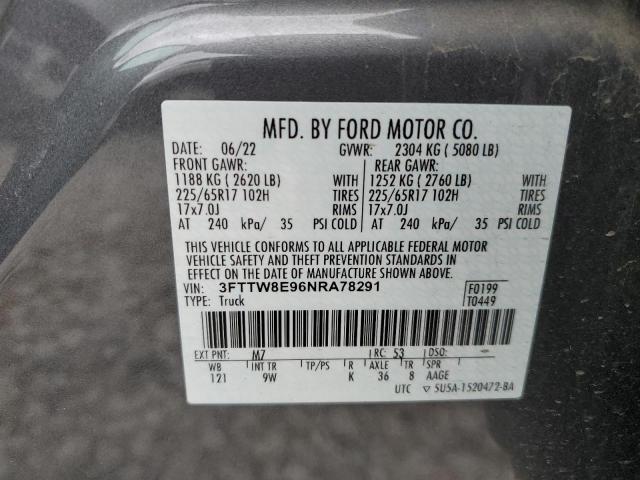 MFD. BY FORD MOTOR CO.
DATE: 06/22 GVWR: 2304 KG ( 5080 LB)
FRONT GAWR: REAR GAWR:
1188 KG ( 2620 LB) WITH 1252 KG ( 2760 LB) WITH
225/65R17 102H TIRES 225/65R17 102H TIRES
17x7.0J RIMS 17x7.0J RIMS
AT 240 kPa/ 35 PSI COLD AT 240 kPa/ 35 PSI COLD
THIS VEHICLE CONFORMS TO ALL APPLICABLE FEDERAL MOTOR
VEHICLE SAFETY AND THEFT PREVENTION STANDARDS IN
EFFECT ON THE DATE OF MANUFACTURE SHOWN ABOVE.
VIN: 3FTTW8E96NRA78291 F0199
TYPE: Truck T0449
EXT PNT: M7 RC: 53 DSO: -
WB INT TR TP/PS R AXLE TR SPR
121 9W K 36 8 AAGE
UTC ▽ 5U5A-1520472-BA